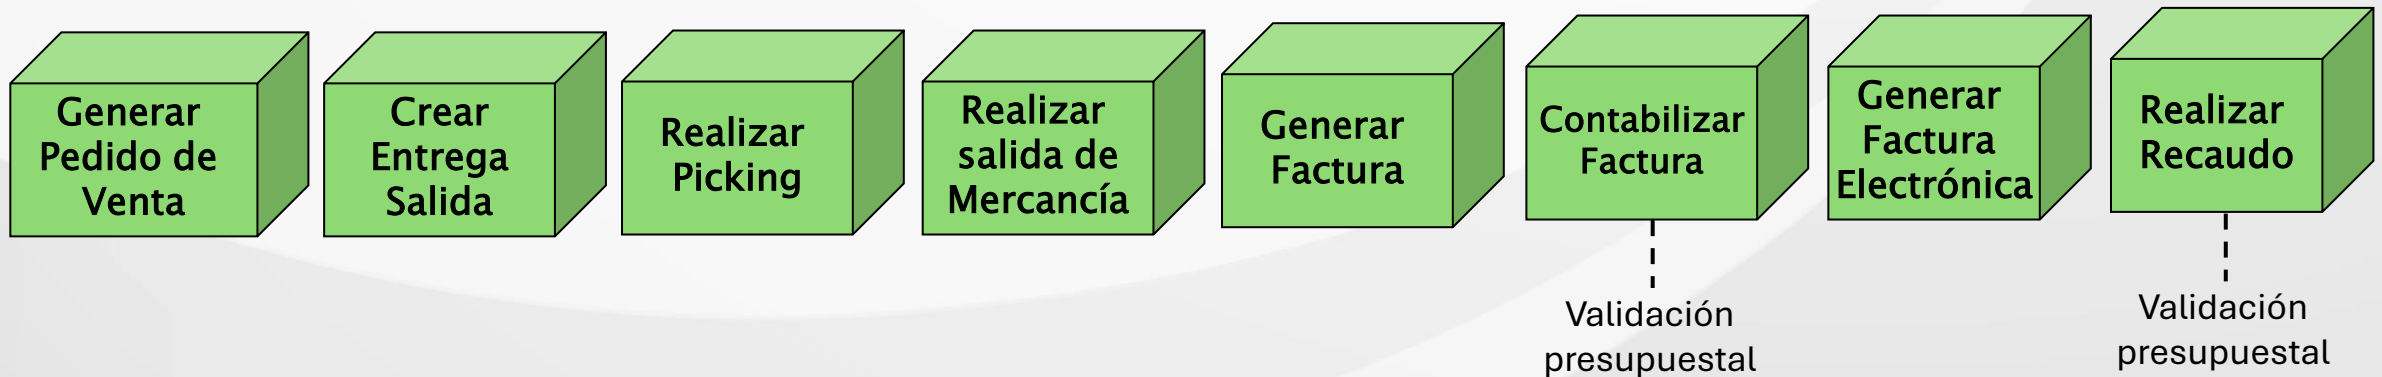 Generar
Pedido de
Venta
Crear
Entrega
Salida
Realizar
Picking
Realizar
salida de
Mercancía
Generar
Factura
Contabilizar
Factura
Generar
Factura
Electrónica
Realizar
Recaudo
Validación
presupuestal
Validación
presupuestal